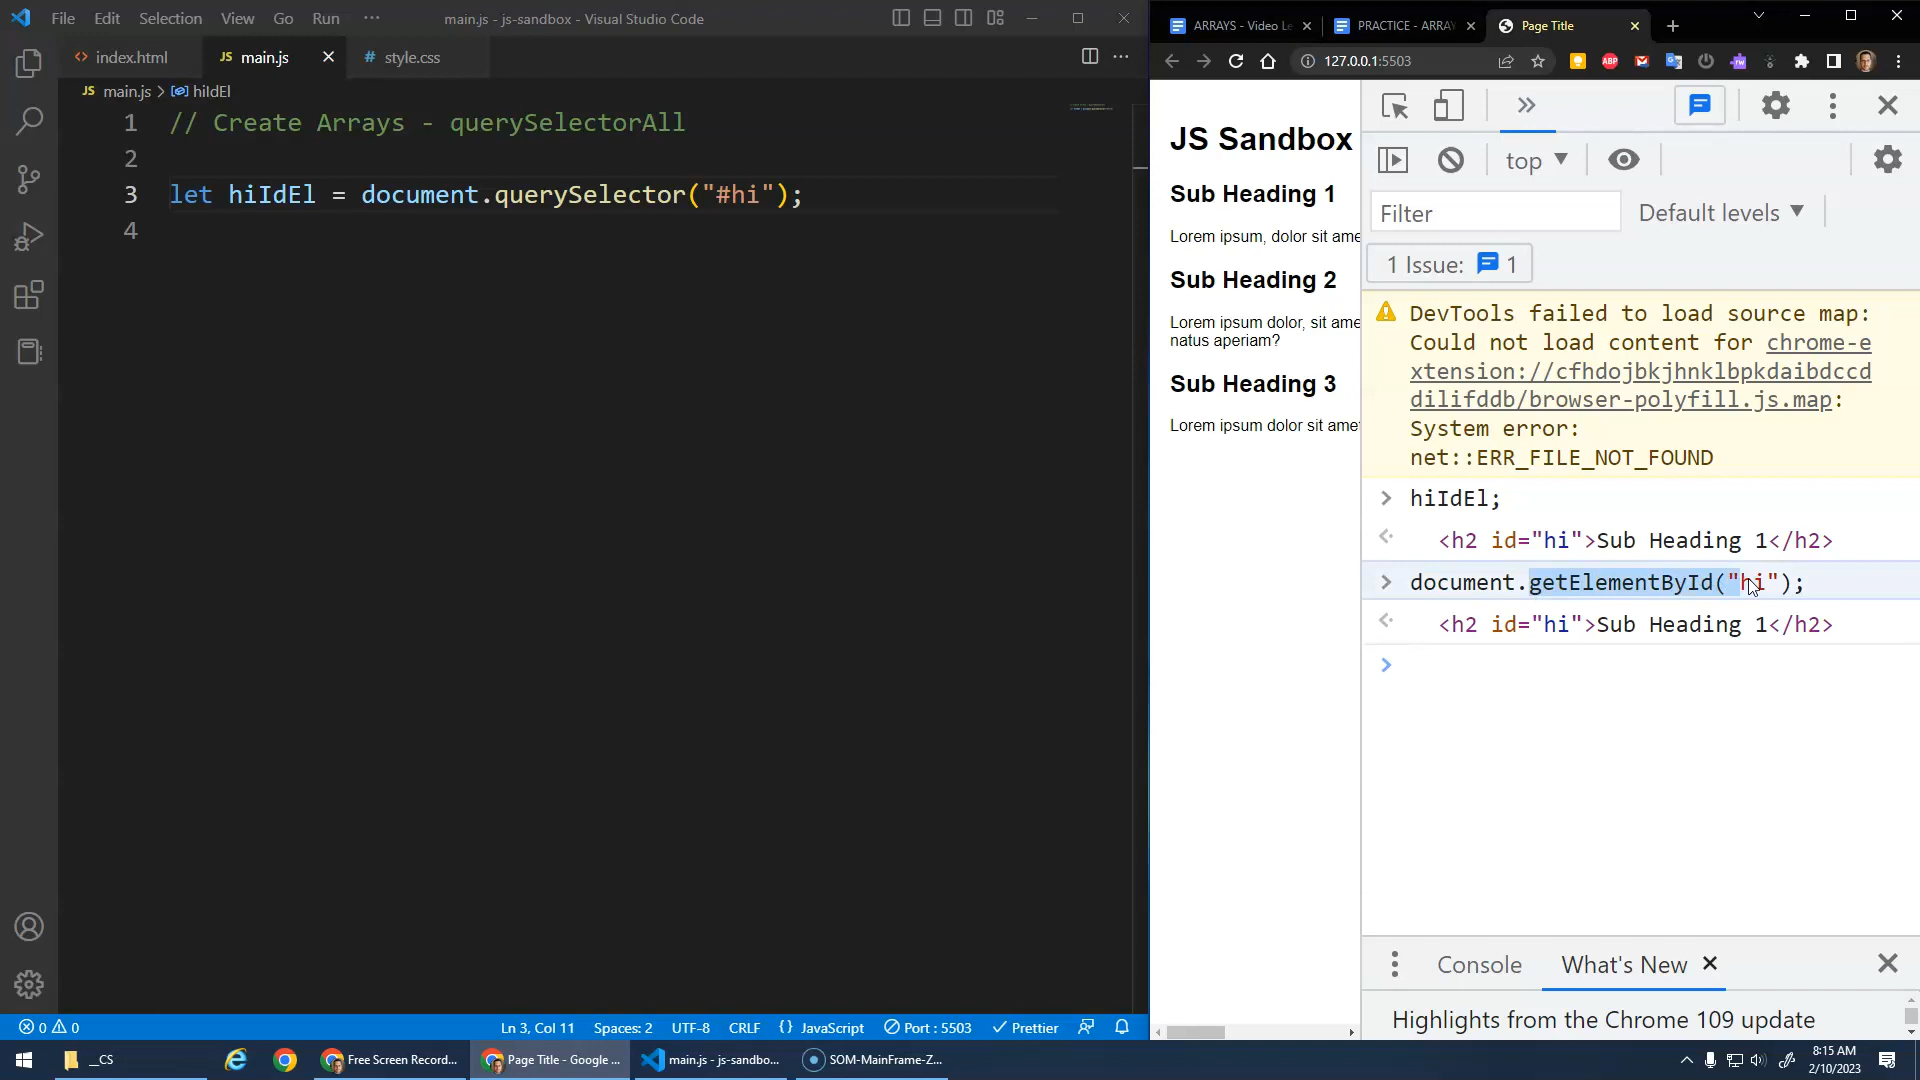 File Edit Selection View Go Run ··· main.js - js-sandbox - Visual Studio Code
index.html JS main.js # style.css
JS main.js > hiIdEl
1 // Create Arrays - querySelectorAll
2
3 let hiIdEl = document.querySelector("#hi");
4
0 0 Ln 3, Col 11 Spaces: 2 UTF-8 CRLF {} JavaScript Port : 5503 Prettier
ARRAYS - Video Le PRACTICE - ARRAY Page Title
127.0.0.1:5503 ABP
JS Sandbox
Sub Heading 1
Lorem ipsum, dolor sit ame
Sub Heading 2
Lorem ipsum dolor, sit ame
natus aperiam?
Sub Heading 3
Lorem ipsum dolor sit amet
top
Filter Default levels
1 Issue: 1
DevTools failed to load source map:
Could not load content for chrome-e
xtension://cfhdojbkjhnklbpkdaibdccd
dilifddb/browser-polyfill.js.map:
System error:
net::ERR_FILE_NOT_FOUND
> hiIdEl;
<h2 id="hi">Sub Heading 1</h2>
> document.getElementById("hi");
<h2 id="hi">Sub Heading 1</h2>
>
Console What's New
Highlights from the Chrome 109 update
_CS Free Screen Record... Page Title - Google ... main.js - js-sandbo... SOM-MainFrame-Z...
8:15 AM
2/10/2023